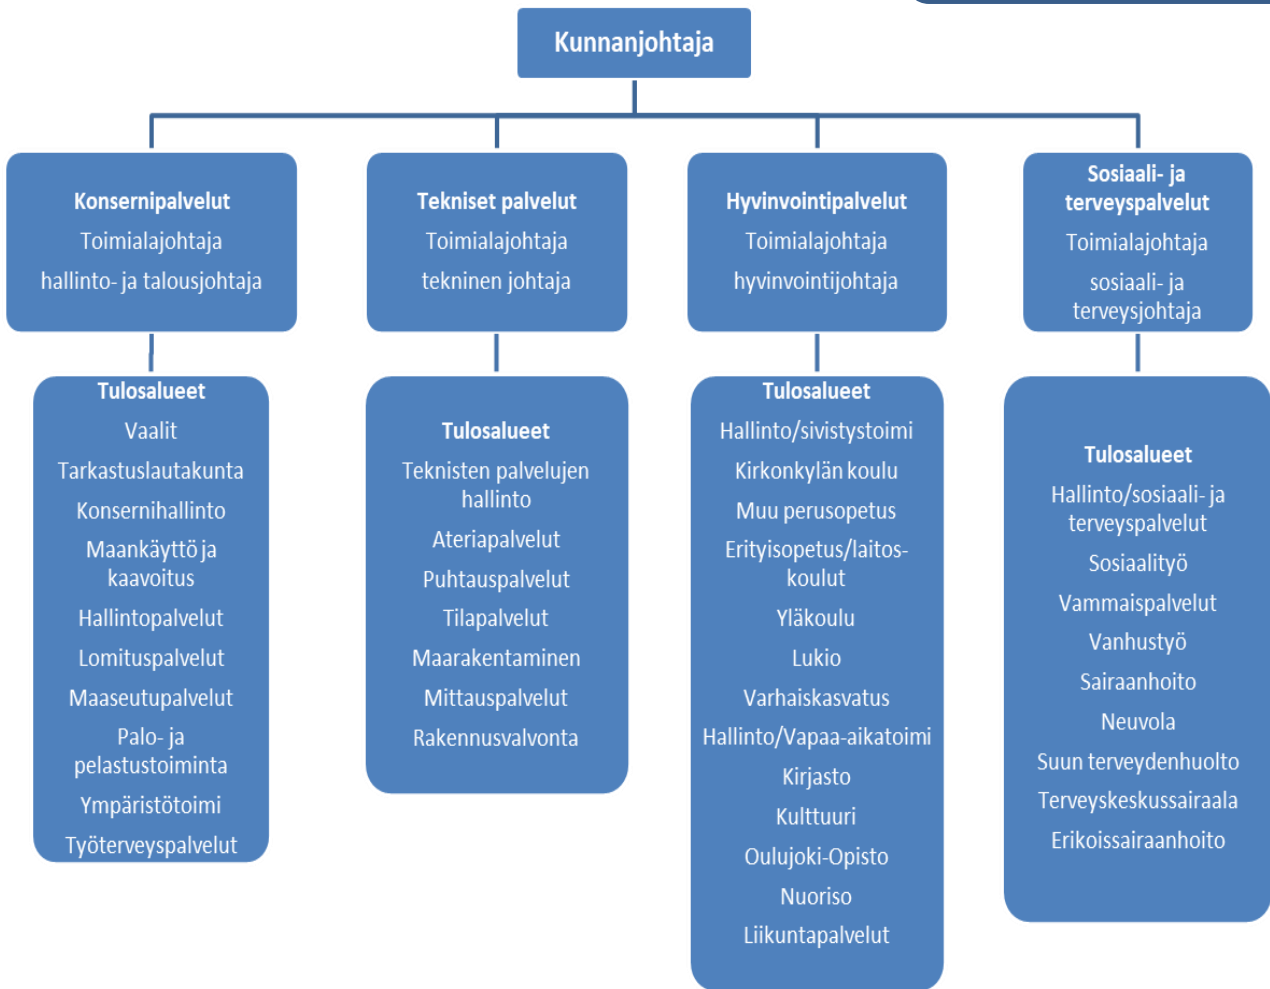 Kunnanjohtaja
Konsernipalvelut
Toimialajohtaja
hallinto- ja talousjohtaja
Tekniset palvelut
Toimialajohtaja
tekninen johtaja
Hyvinvointipalvelut
Toimialajohtaja
hyvinvointijohtaja
Sosiaali- ja
terveyspalvelut
Toimialajohtaja
sosiaali- ja
terveysjohtaja
Tulosalueet
Vaalit
Tarkastuslautakunta
Konsernihallinto
Maankäyttö ja
kaavoitus
Hallintopalvelut
Lomituspalvelut
Maaseutupalvelut
Palo- ja
pelastustoiminta
Ympäristötoimi
Työterveyspalvelut
Tulosalueet
Teknisten palvelujen
hallinto
Ateriapalvelut
Puhtauspalvelut
Tilapalvelut
Maarakentaminen
Mittauspalvelut
Rakennusvalvonta
Tulosalueet
Hallinto/sivistystoimi
Kirkonkylän koulu
Muu perusopetus
Erityisopetus/laitos-
koulut
Yläkoulu
Lukio
Varhaiskasvatus
Hallinto/Vapaa-aikatoimi
Kirjasto
Kulttuuri
Oulujoki-Opisto
Nuoriso
Liikuntapalvelut
Tulosalueet
Hallinto/sosiaali- ja
terveyspalvelut
Sosiaalityö
Vammaispalvelut
Vanhustyö
Sairaanhoito
Neuvola
Suun terveydenhuolto
Terveyskeskussairaala
Erikoissairaanhoito